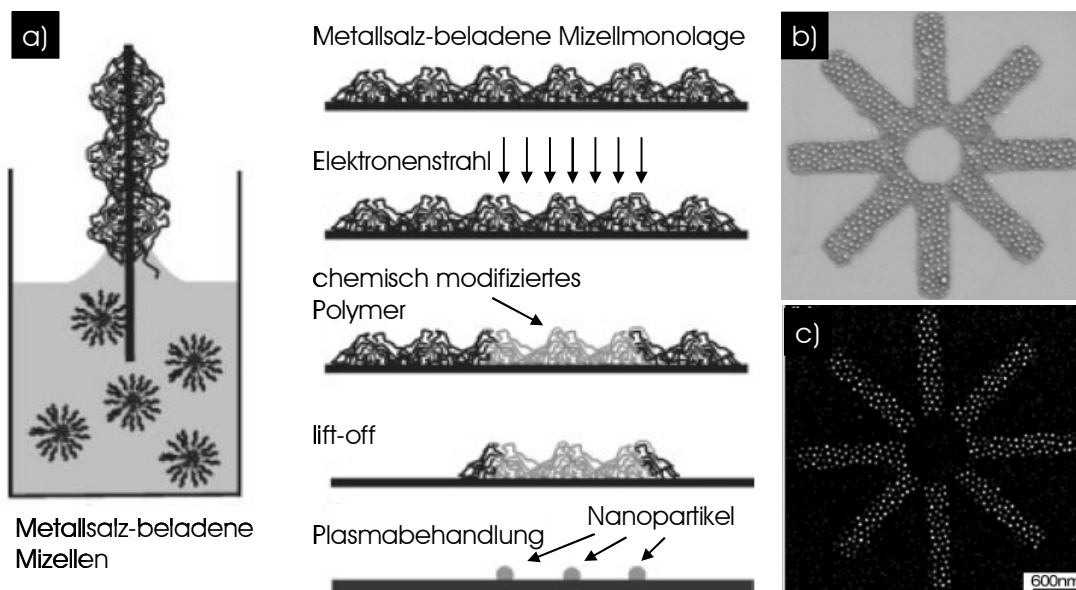 a)
Metallsalz-beladene
Mizellen
Metallsalz-beladene Mizellmonolage
Elektronenstrahl
chemisch modifiziertes
Polymer
lift-off
Plasmabehandlung
Nanopartikel
b)
c)
600nm